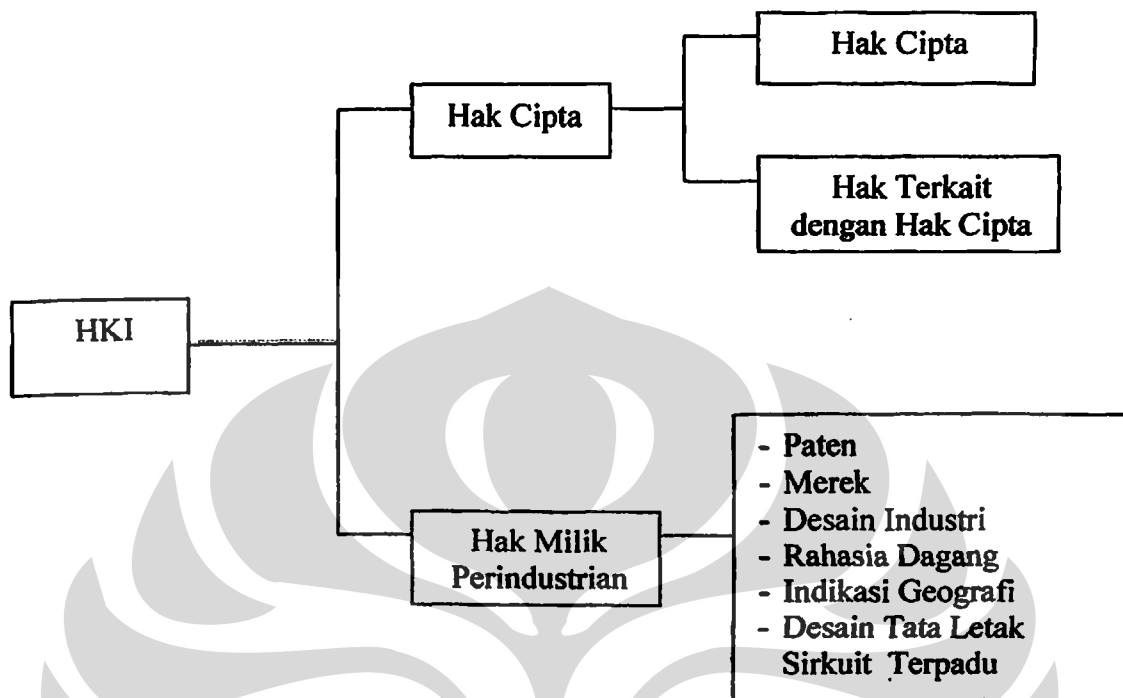 Hak Cipta
Hak Cipta
Hak Terkait
dengan Hak Cipta
HKI
- Paten
- Merek
- Desain Industri
- Rahasia Dagang
- Indikasi Geografi
- Desain Tata Letak
Sirkuit Terpadu
Hak Milik
Perindustrian